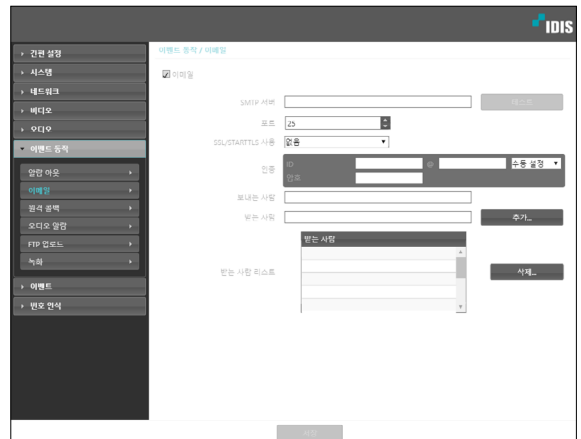 IDIS
간편 설정
시스템
네트워크
비디오
오디오
이벤트 동작
알람 아웃
이메일
원격 콜백
오디오 알람
FTP 업로드
녹화
이벤트
번호 인식
이벤트 동작 / 이메일
이메일
SMTP 서버
테스트
포트
25
SSL/STARTTLS 사용
없음
인증
ID
@
수동 설정
암호
보내는 사람
받는 사람
추가...
받는 사람 리스트
받는 사람
삭제...
저장